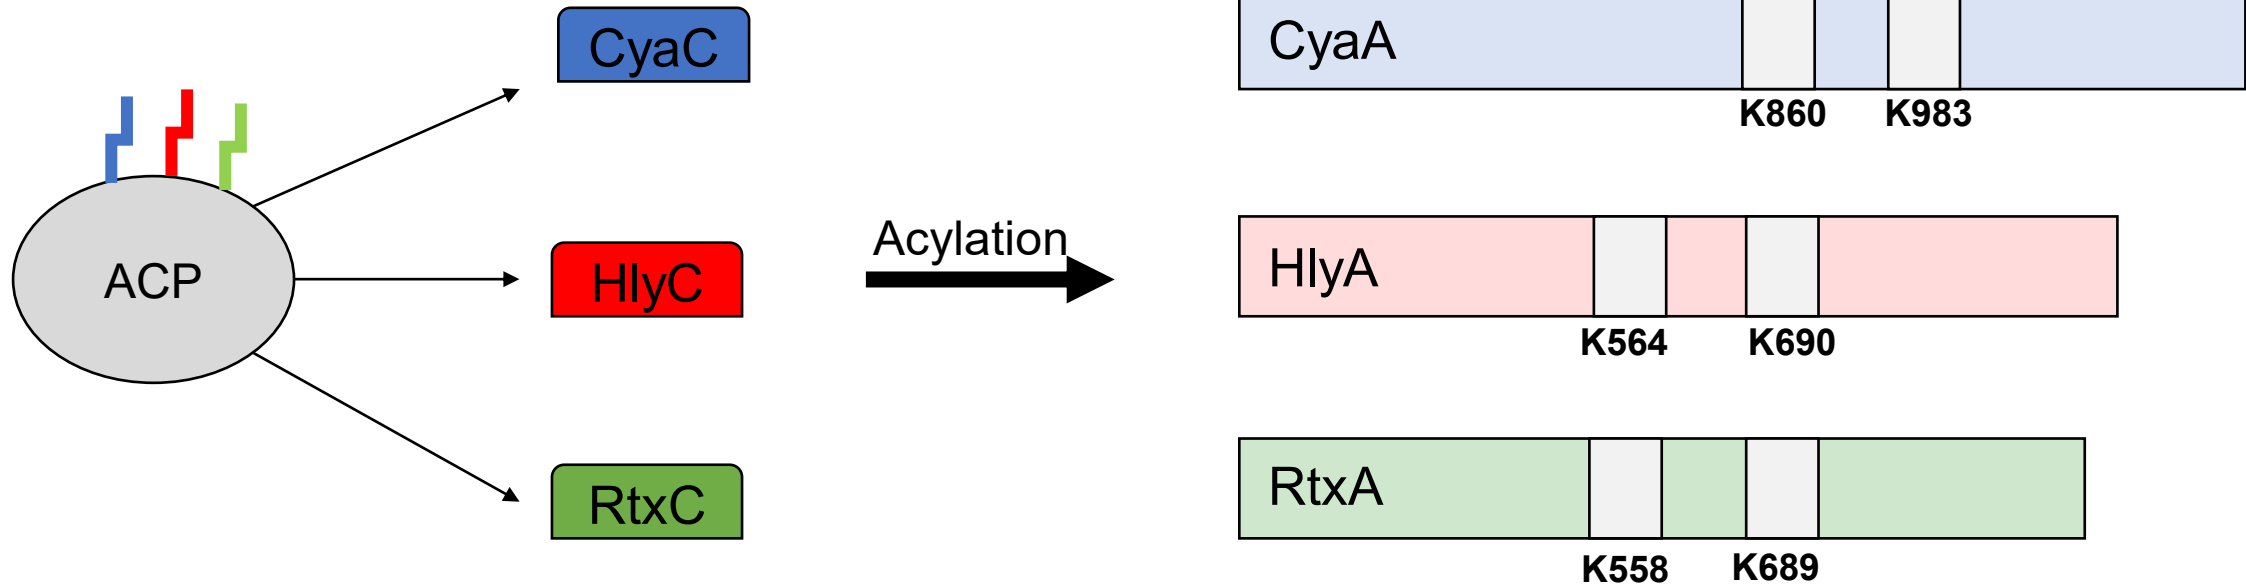 CyaC
CyaA
K860
K983
ACP
HlyC
Acylation
HlyA
K564
K690
RtxC
RtxA
K558
K689